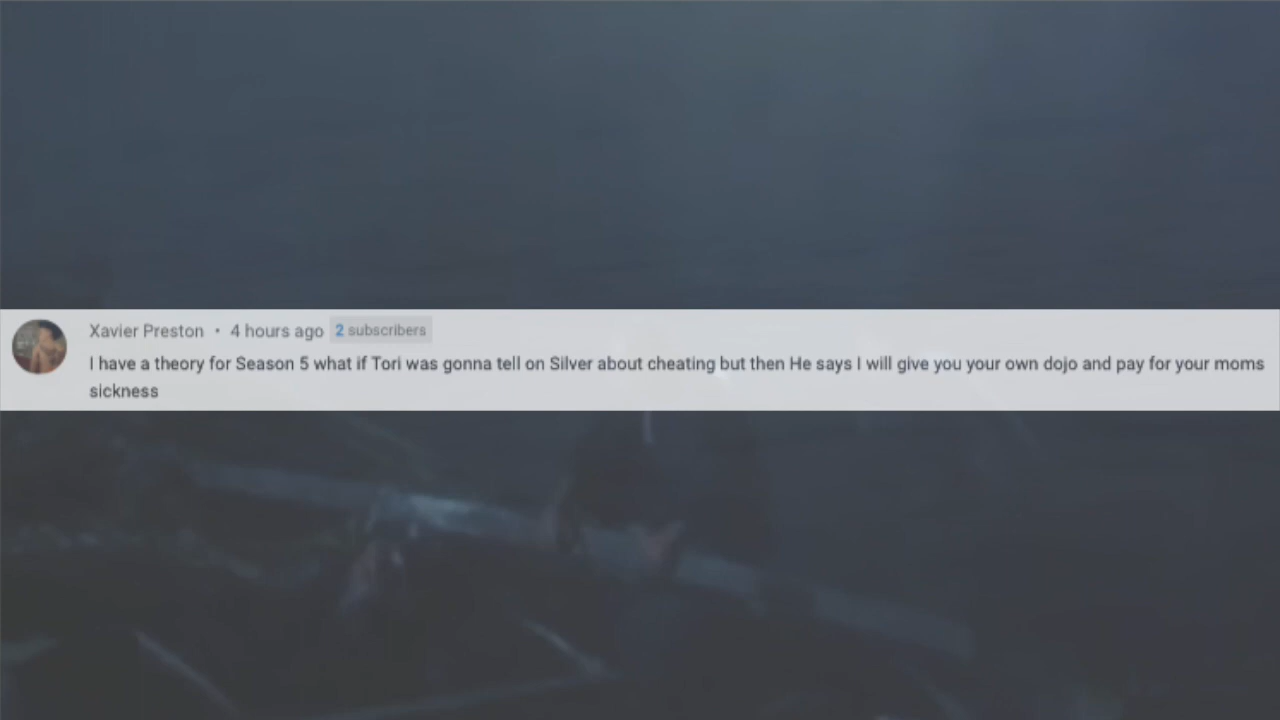 Xavier Preston • 4 hours ago 2 subscribers
I have a theory for Season 5 what if Tori was gonna tell on Silver about cheating but then He says I will give you your own dojo and pay for your moms
sickness